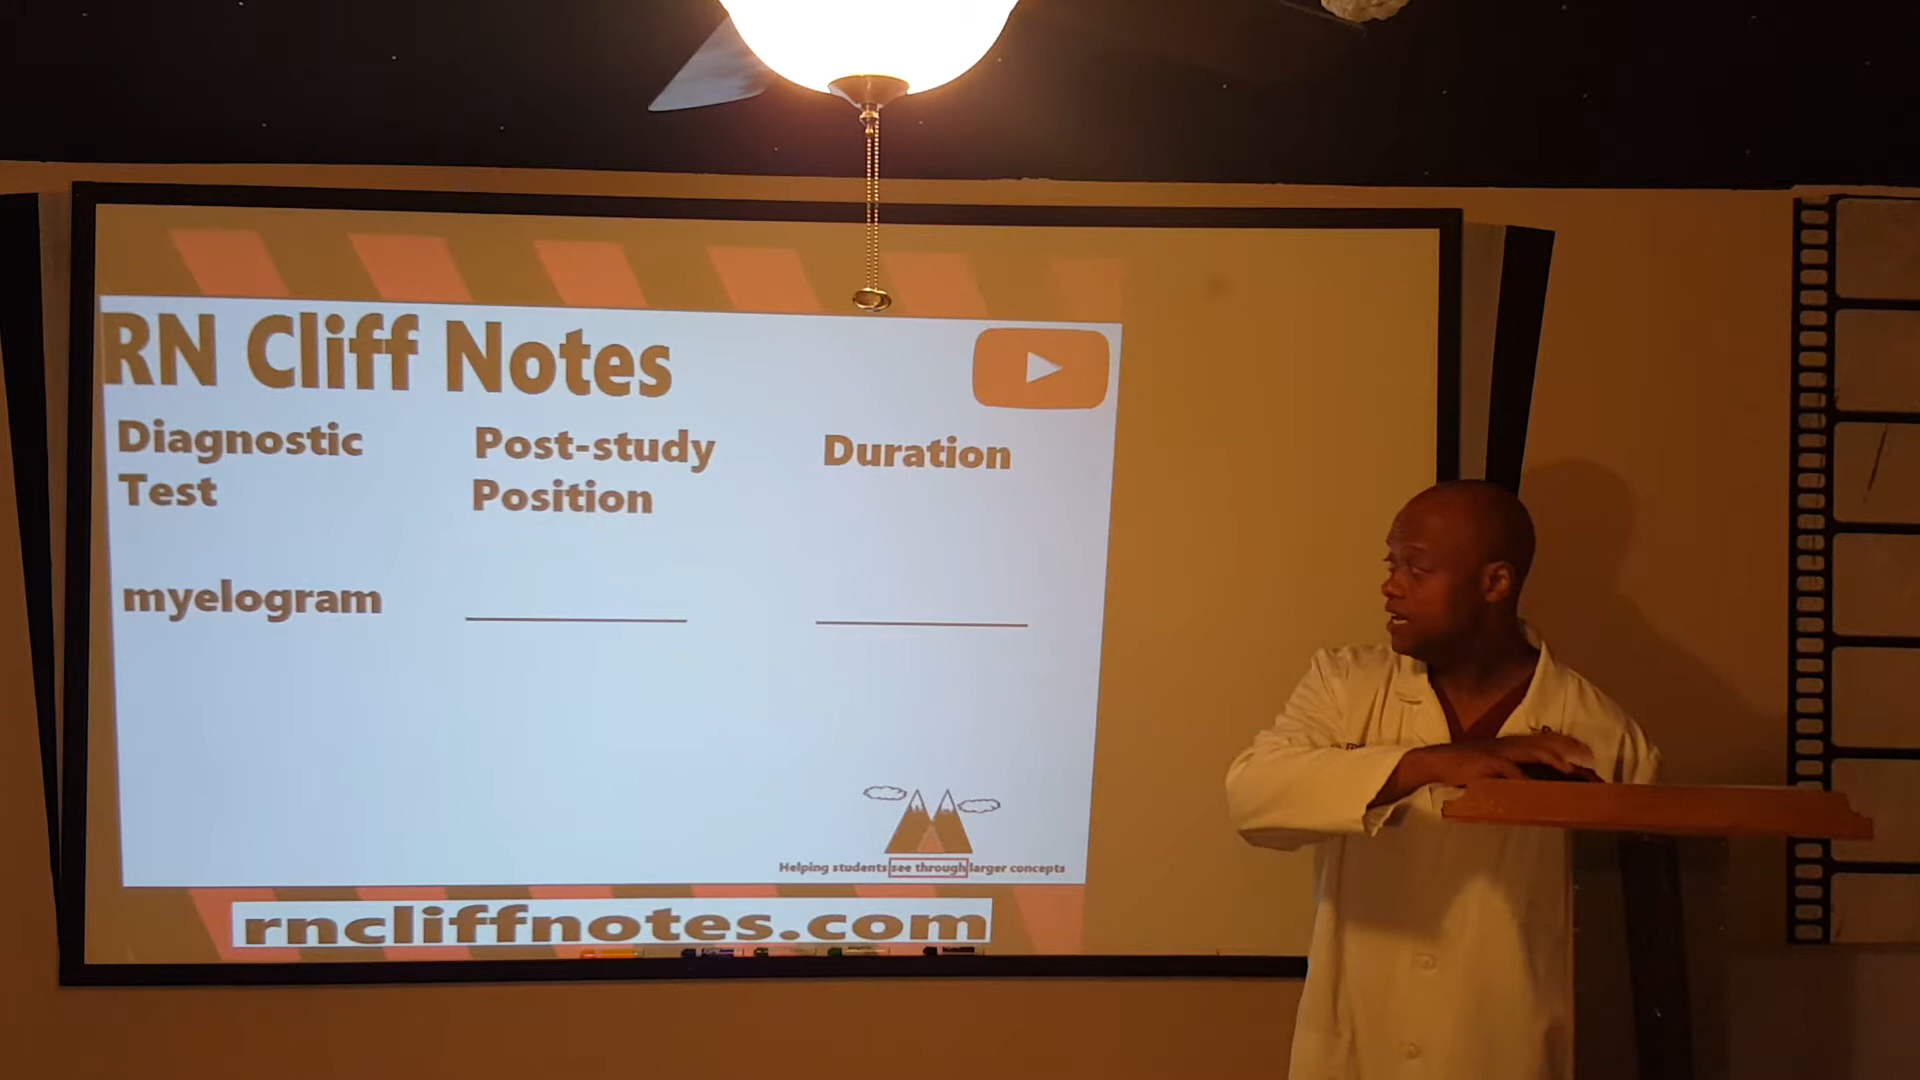 RN Cliff Notes
Diagnostic Test
Post-study Position
Duration
myelogram
Helping students see through larger concepts
rncliffnotes.com